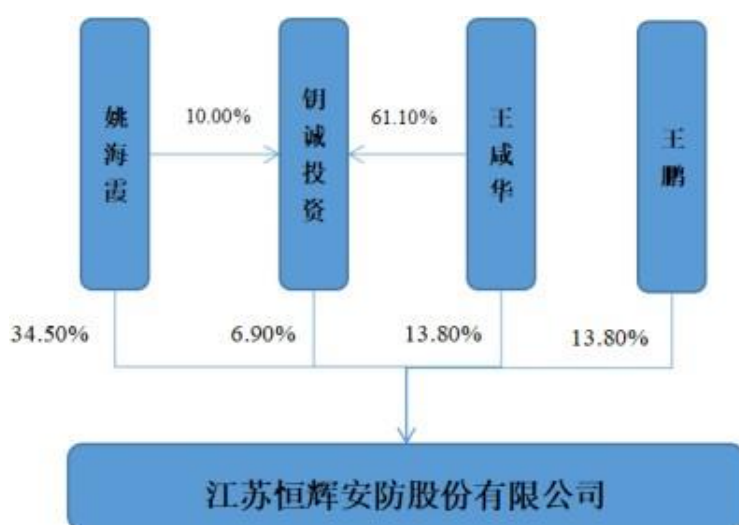 姚海霞
10.00%
钥诚投资
61.10%
王咸华
王鹏
34.50%
6.90%
13.80%
13.80%
江苏恒辉安防股份有限公司